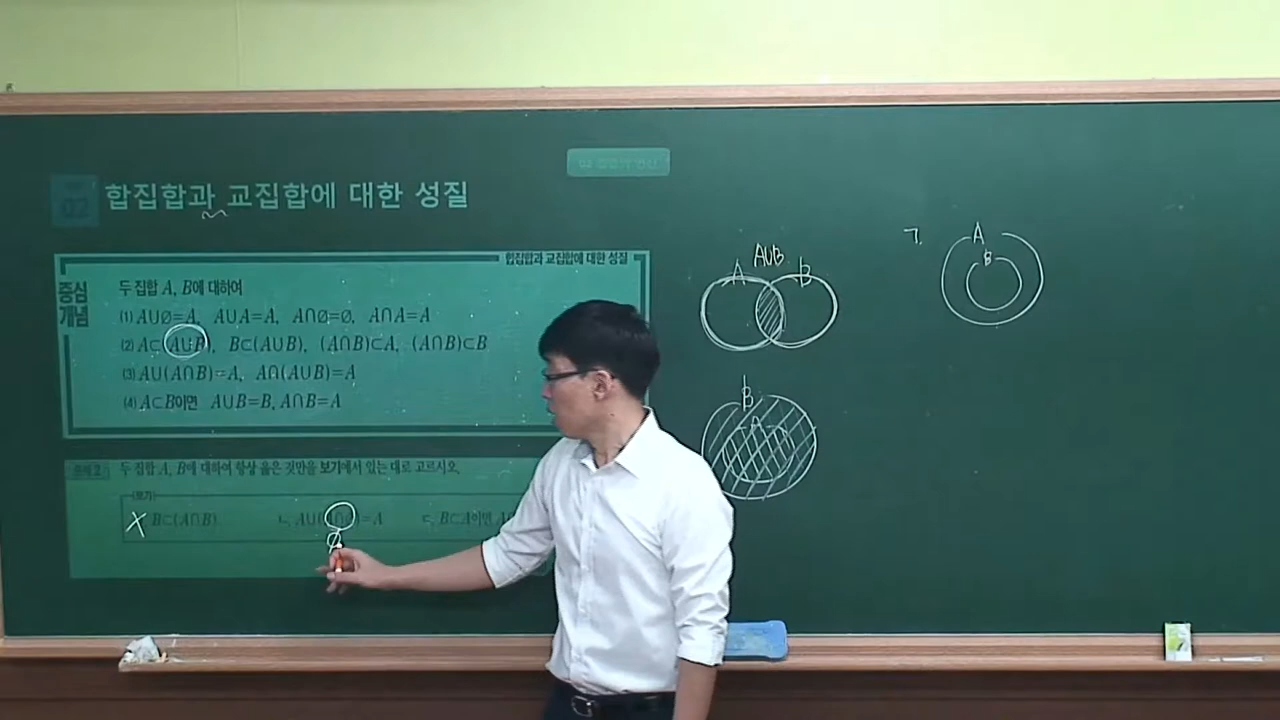 02
합집합과 교집합에 대한 성질
합집합과 교집합에 대한 성질
중심
개념
두 집합 A, B에 대하여
(1) A∪∅=A, A∪A=A, A∩∅=∅, A∩A=A
(2) A⊂(A∪B), B⊂(A∪B), (A∩B)⊂A, (A∩B)⊂B
(3) A∪(A∩B)=A, A∩(A∪B)=A
(4) A⊂B이면 A∪B=B, A∩B=A
두 집합 A, B에 대하여 항상 옳은 것만을 보기에서 있는 대로 고르시오.
보기
X B⊂(A∩B)
ㄴ. A∪(A∩∅)=A
ㄷ. B⊂A이면
∅
A∪B
A B
B
A
ㄱ.
A
B